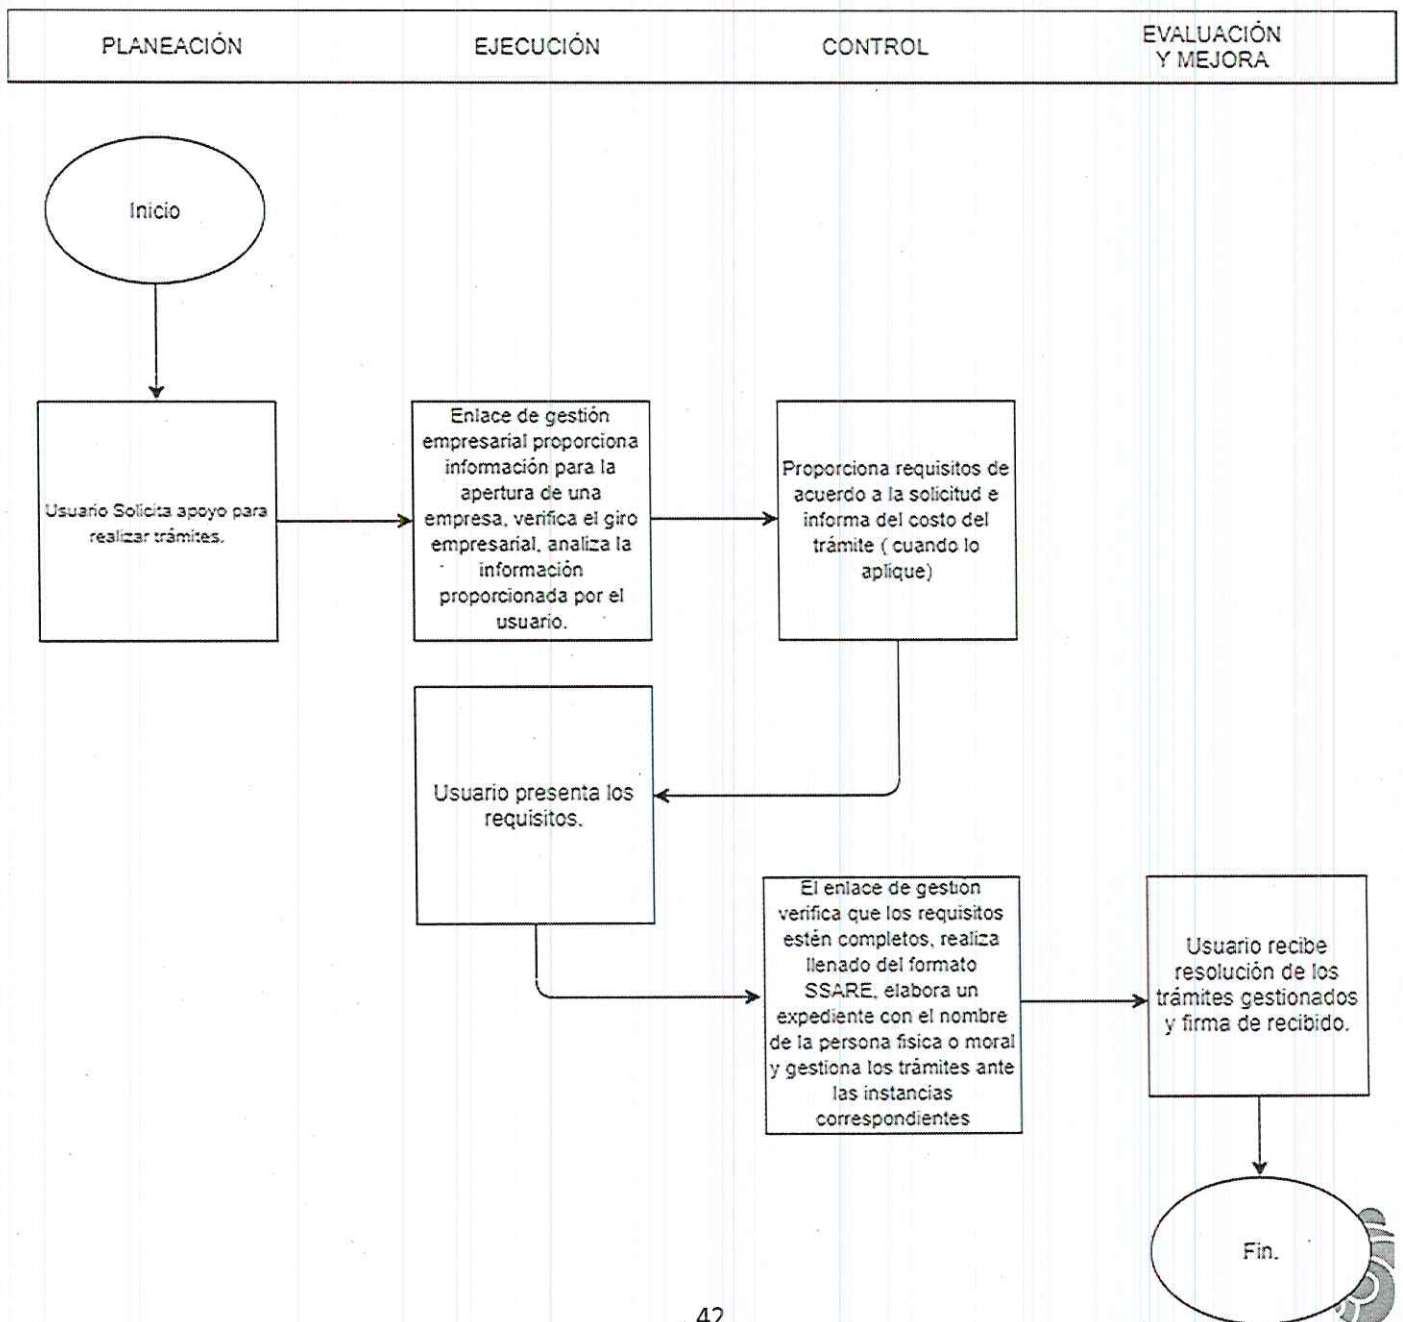 PLANEACIÓN
EJECUCIÓN
CONTROL
EVALUACIÓN
Y MEJORA
Inicio
Usuario Solicita apoyo para
realizar trámites.
Enlace de gestión
empresarial proporciona
información para la
apertura de una
empresa, verifica el giro
empresarial, analiza la
información
proporcionada por el
usuario.
Proporciona requisitos de
acuerdo a la solicitud e
informa del costo del
trámite ( cuando lo
aplique)
Usuario presenta los
requisitos.
El enlace de gestión
verifica que los requisitos
estén completos, realiza
llenado del formato
SSARE, elabora un
expediente con el nombre
de la persona fisica o moral
y gestiona los trámites ante
las instancias
correspondientes
Usuario recibe
resolución de los
trámites gestionados
y firma de recibido.
Fin.
42